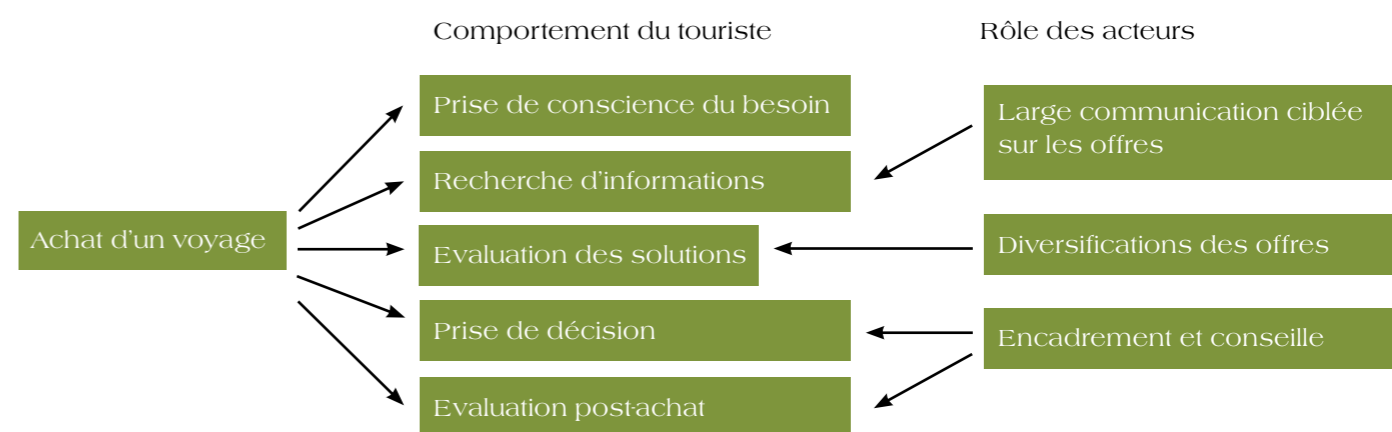 Comportement du touriste
Rôle des acteurs
Prise de conscience du besoin
Large communication ciblée
sur les offres
Recherche d'informations
Achat d'un voyage
Evaluation des solutions
Diversifications des offres
Prise de décision
Encadrement et conseille
Evaluation post-achat